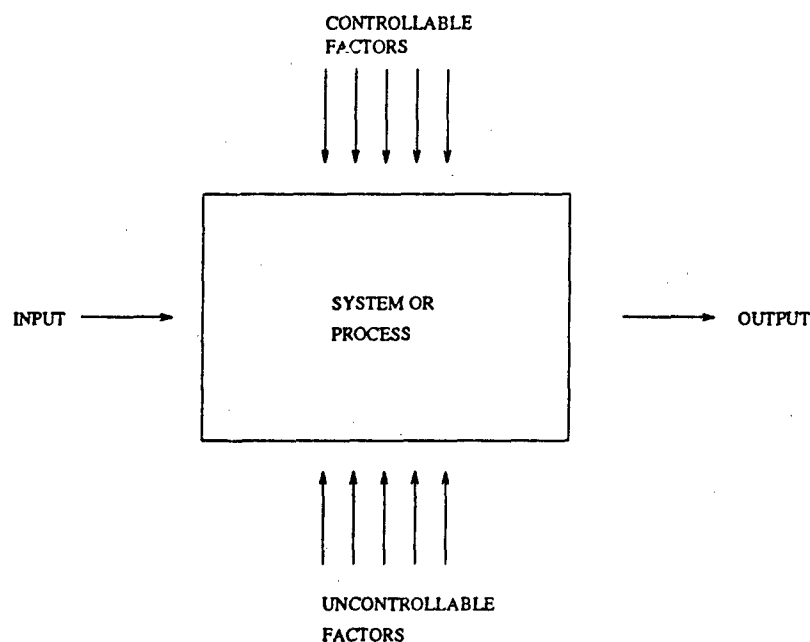 CONTROLLABLE
FACTORS
SYSTEM OR
PROCESS
INPUT
OUTPUT
UNCONTROLLABLE
FACTORS